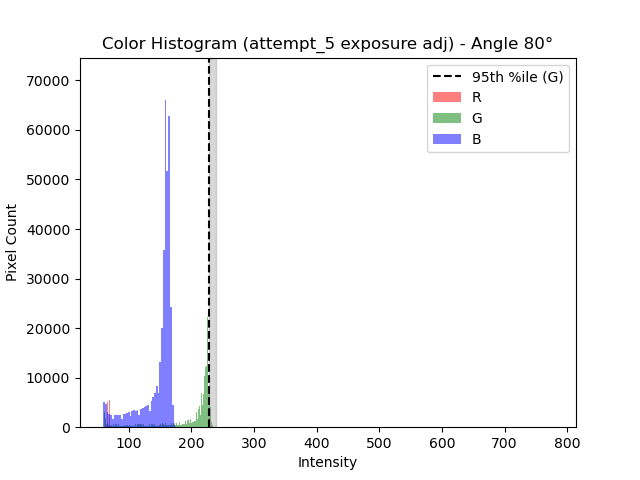 Color Histogram (attempt_5 exposure adj) - Angle 80°
95th %ile (G)
R
G
B
Pixel Count
70000
60000
50000
40000
30000
20000
10000
0
100 200 300 400 500 600 700 800
Intensity